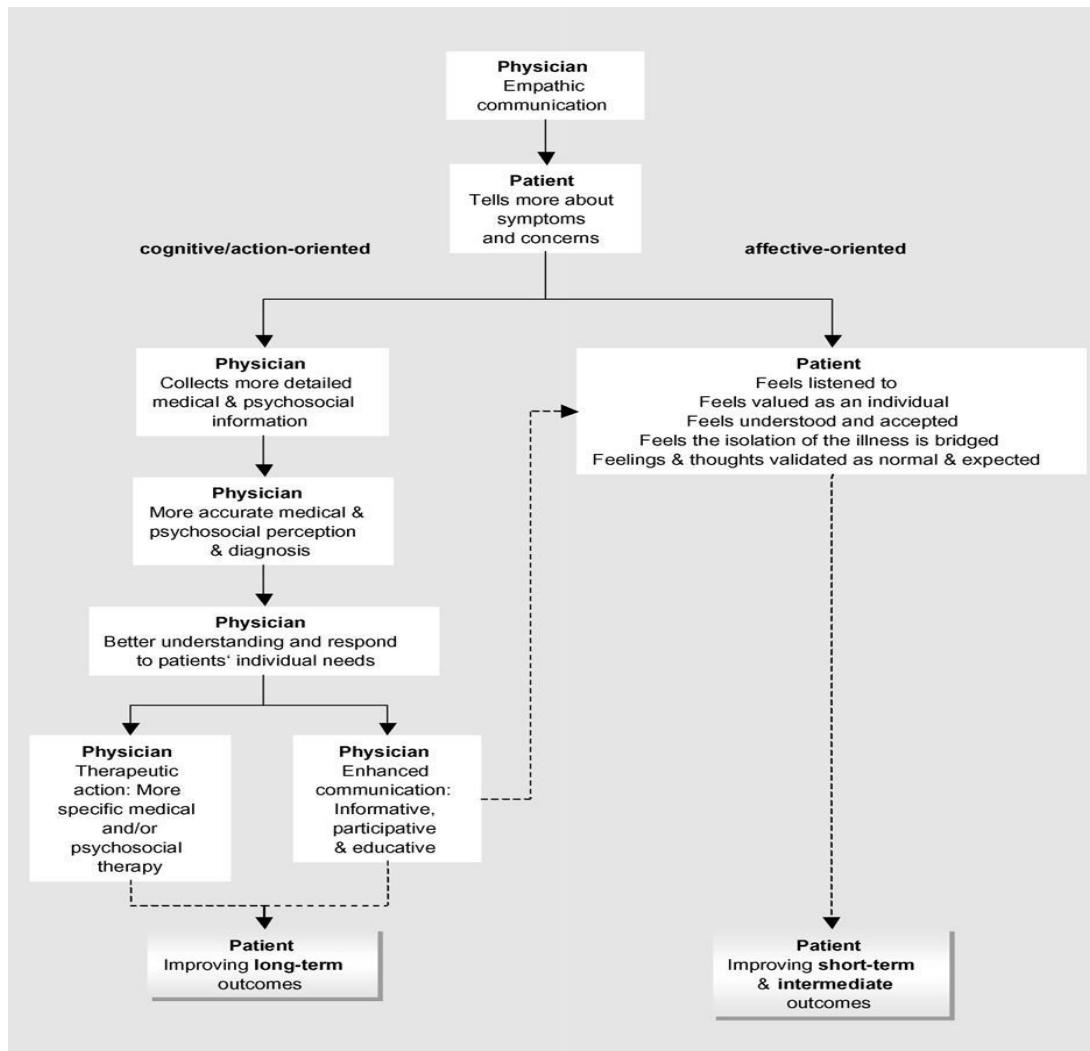 Physician
Empathic
communication
Patient
Tells more about
symptoms
and concerns
cognitive/action-oriented
affective-oriented
Physician
Collects more detailed
medical & psychosocial
information
Patient
Feels listened to
Feels valued as an individual
Feels understood and accepted
Feels the isolation of the illness is bridged
Feelings & thoughts validated as normal & expected
Physician
More accurate medical &
psychosocial perception
& diagnosis
Physician
Better understanding and respond
to patients‘ individual needs
Physician
Therapeutic
action: More
specific medical
and/or
psychosocial
therapy
Physician
Enhanced
communication:
Informative,
participative
& educative
Patient
Improving long-term
outcomes
Patient
Improving short-term
& intermediate
outcomes